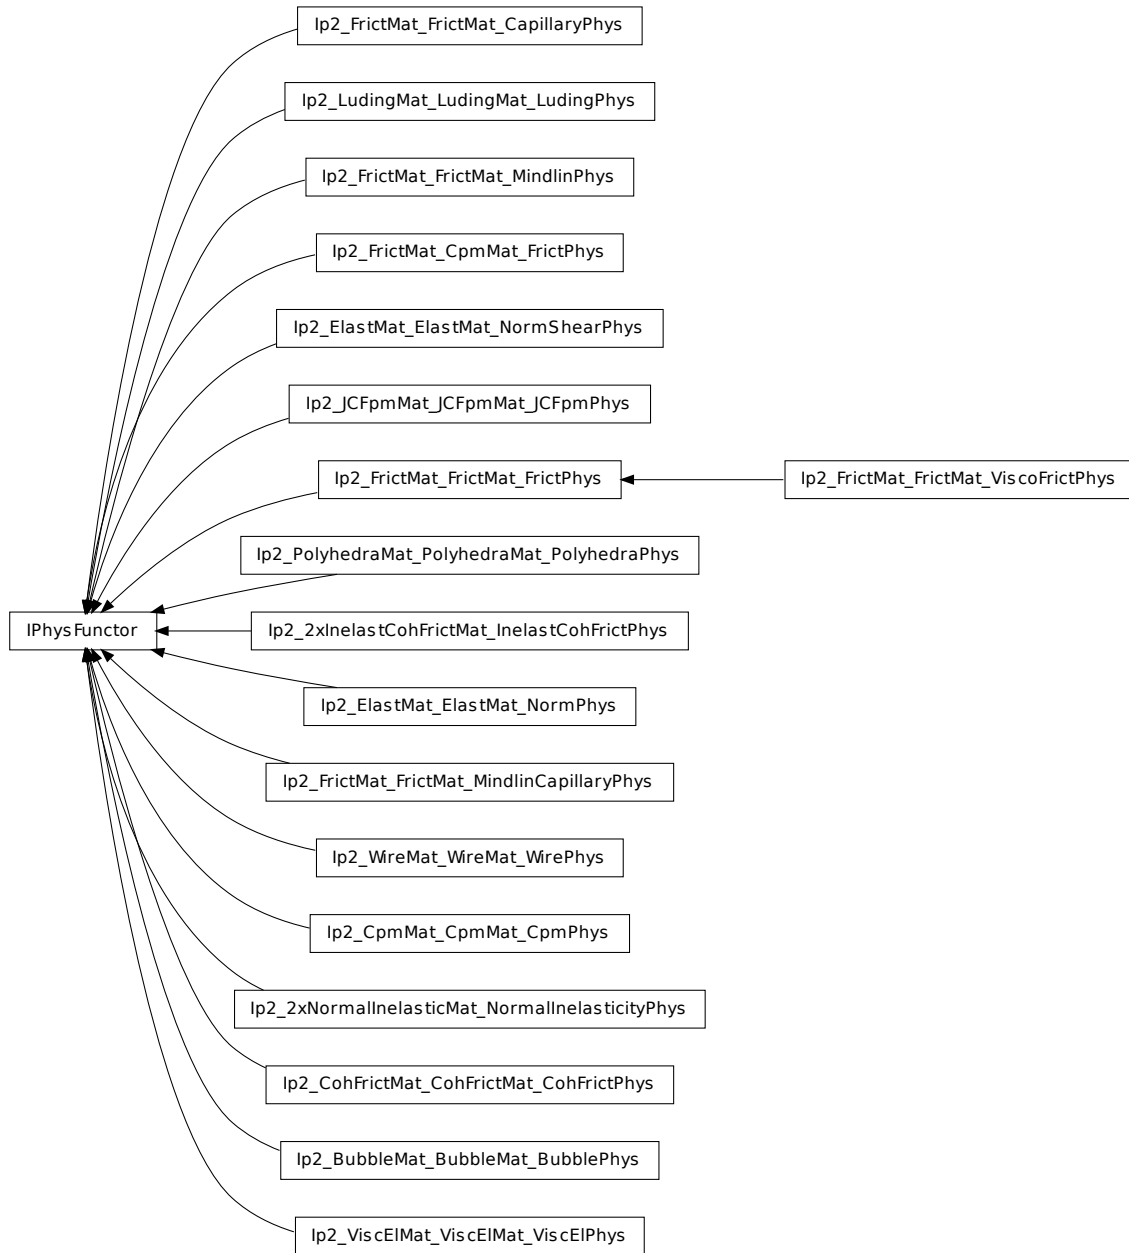 Ip2_FrictMat_FrictMat_CapillaryPhys
Ip2_LudingMat_LudingMat_LudingPhys
Ip2_FrictMat_FrictMat_MindlinPhys
Ip2_FrictMat_CpmMat_FrictPhys
Ip2_ElastMat_ElastMat_NormShearPhys
Ip2_JCFpmMat_JCFpmMat_JCFpmPhys
Ip2_FrictMat_FrictMat_FrictPhys
Ip2_FrictMat_FrictMat_ViscoFrictPhys
Ip2_PolyhedraMat_PolyhedraMat_PolyhedraPhys
IPhysFunctor
Ip2_2xInelastCohFrictMat_InelastCohFrictPhys
Ip2_ElastMat_ElastMat_NormPhys
Ip2_FrictMat_FrictMat_MindlinCapillaryPhys
Ip2_WireMat_WireMat_WirePhys
Ip2_CpmMat_CpmMat_CpmPhys
Ip2_2xNormalInelasticMat_NormalInelasticityPhys
Ip2_CohFrictMat_CohFrictMat_CohFrictPhys
Ip2_BubbleMat_BubbleMat_BubblePhys
Ip2_ViscElMat_ViscElMat_ViscElPhys